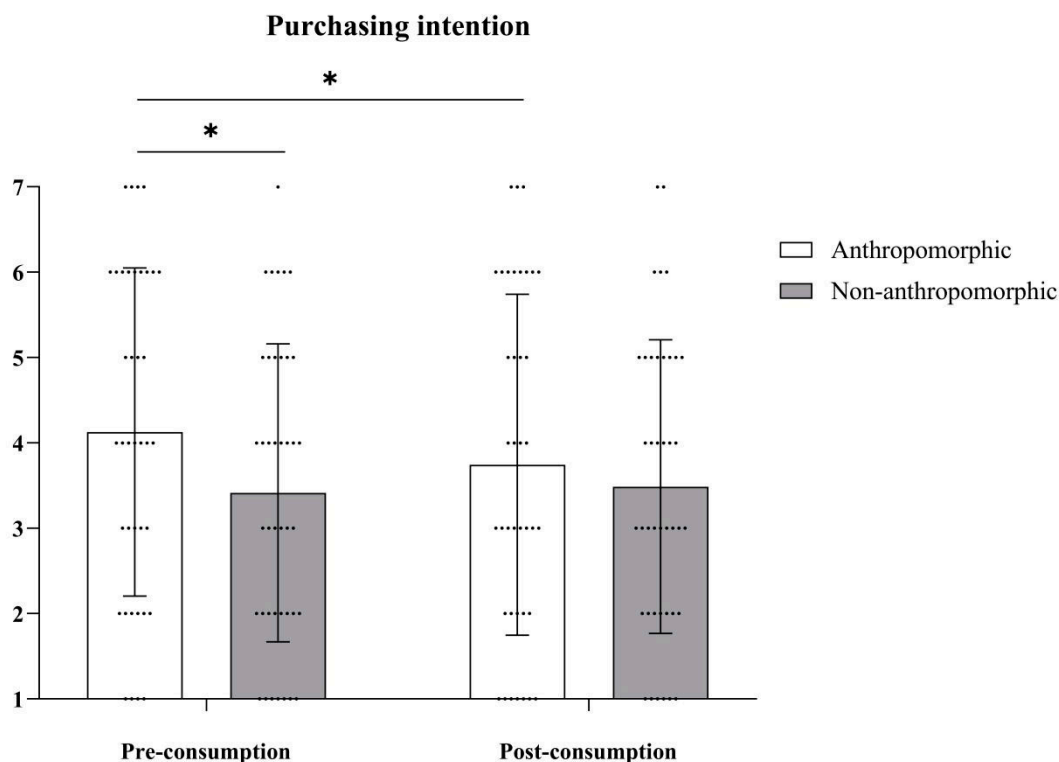 Purchasing intention
*
*
7
6
5
4
3
2
1
Anthropomorphic
Non-anthropomorphic
Pre-consumption
Post-consumption